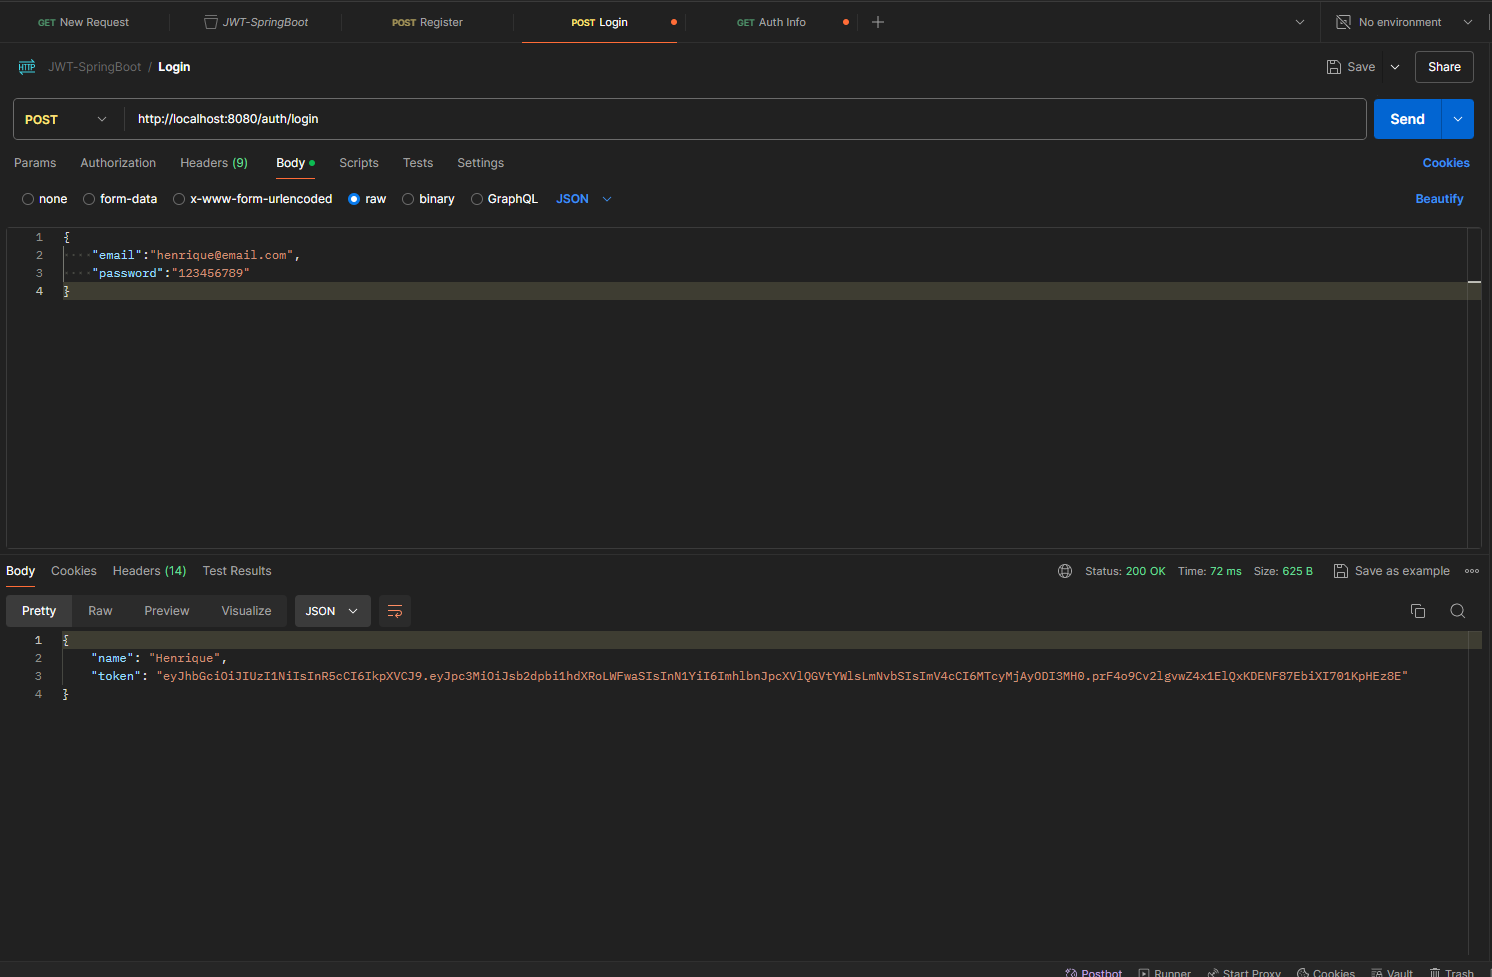 GET New Request JWT-SpringBoot POST Register POST Login GET Auth Info No environment
HTTP JWT-SpringBoot / Login Save Share
POST http://localhost:8080/auth/login Send
Params Authorization Headers (9) Body Scripts Tests Settings Cookies
none form-data x-www-form-urlencoded raw binary GraphQL JSON Beautify
1 {
2 "email":"henrique@email.com",
3 "password":"123456789"
4 }
Body Cookies Headers (14) Test Results Status: 200 OK Time: 72 ms Size: 625 B Save as example
Pretty Raw Preview Visualize JSON
1 {
2 "name": "Henrique",
3 "token": "eyJhbGciOiJIUzI1NiIsInR5cCI6IkpXVCJ9.eyJpc3MiOiJsb2dpbi1hdXRoLWFwaSIsInN1YiI6ImhlbnJpcXVlQGVtYWlsLmNvbSIsImV4cCI6MTcyMjAyODI3MH0.prF4o9Cv2lgvwZ4x1ElQxKDENF87EbiXI701KpHEz8E"
4 }
Postbot Runner Start Proxy Cookies Vault Trash